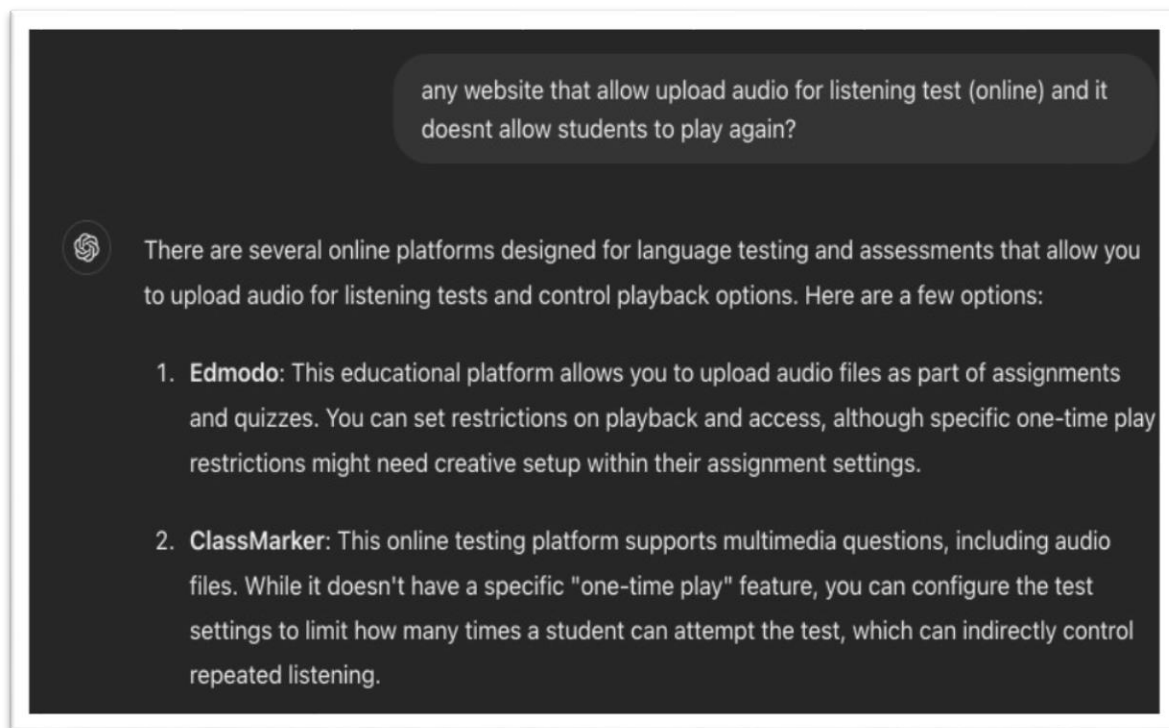 any website that allow upload audio for listening test (online) and it
doesnt allow students to play again?
There are several online platforms designed for language testing and assessments that allow you
to upload audio for listening tests and control playback options. Here are a few options:
1. Edmodo: This educational platform allows you to upload audio files as part of assignments
and quizzes. You can set restrictions on playback and access, although specific one-time play
restrictions might need creative setup within their assignment settings.
2. ClassMarker: This online testing platform supports multimedia questions, including audio
files. While it doesn't have a specific "one-time play" feature, you can configure the test
settings to limit how many times a student can attempt the test, which can indirectly control
repeated listening.